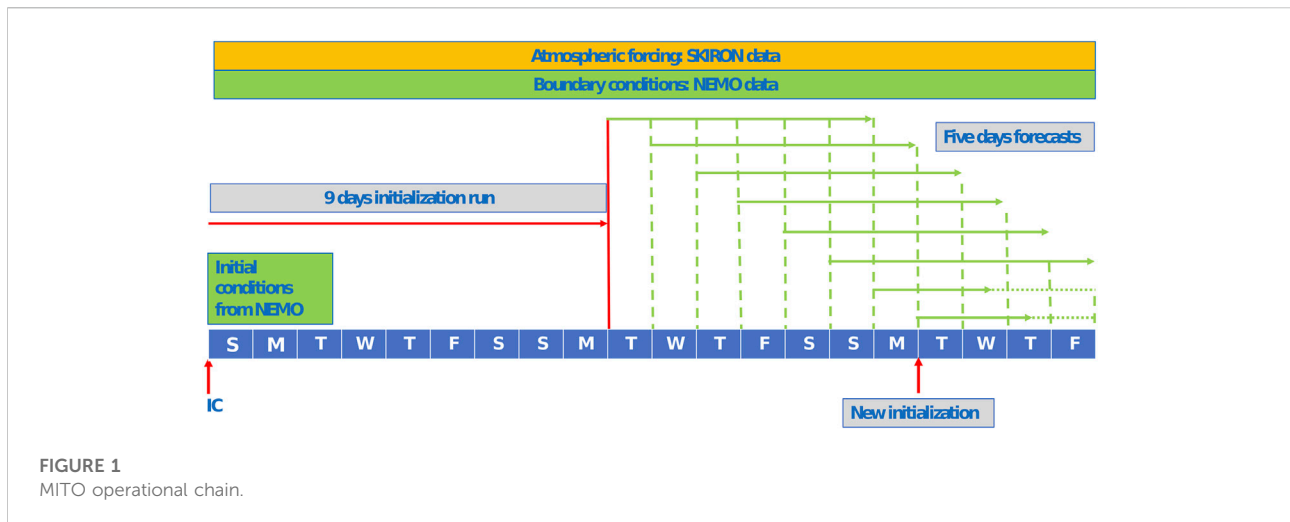 Atmospheric forcing: SKIRON data
Boundary conditions: NEMO data
Five days forecasts
9 days initialization run
Initial
conditions
from NEMO
S M T W T F S S M T W T F S S M T W T F
IC
New initialization
FIGURE 1
MITO operational chain.